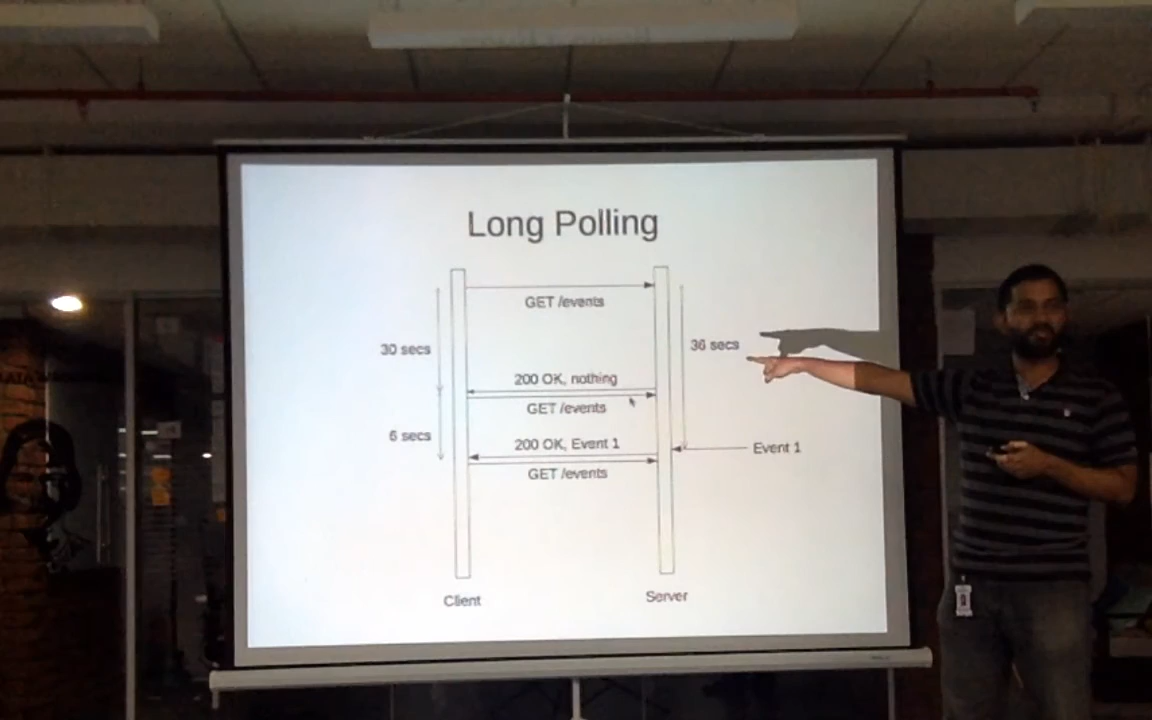 Long Polling
GET /events
30 secs
36 secs
200 OK, nothing
GET /events
6 secs
200 OK, Event 1
Event 1
GET /events
Client
Server